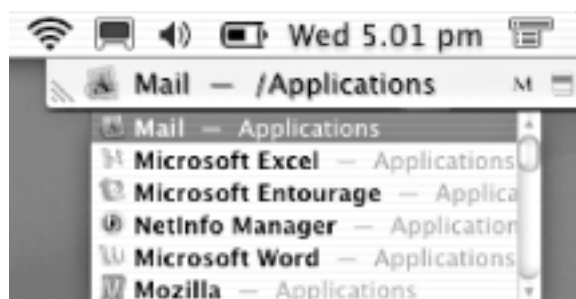 Wed 5.01 pm
Mail — /Applications M
Mail — Applications
Microsoft Excel — Applications
Microsoft Entourage — Applica
NetInfo Manager — Application
Microsoft Word — Applications
Mozilla — Applications